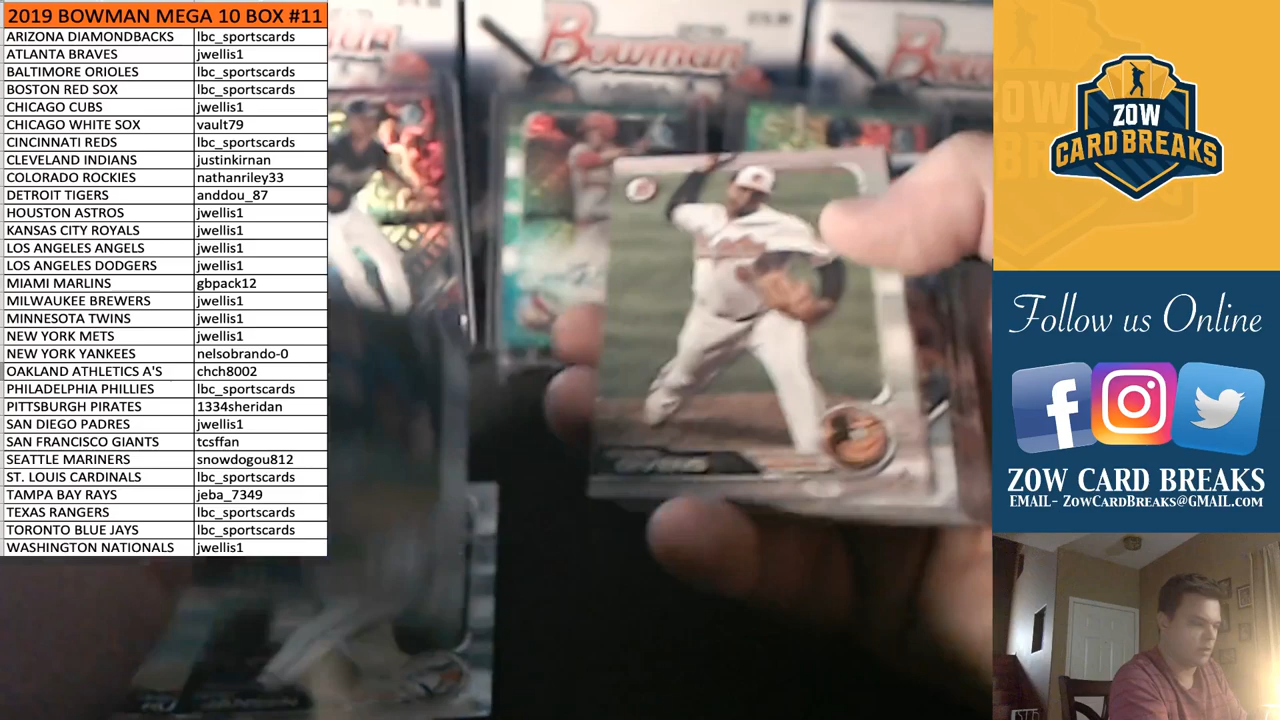 2019 BOWMAN MEGA 10 BOX #11
ARIZONA DIAMONDBACKS lbc_sportscards
ATLANTA BRAVES jwellis1
BALTIMORE ORIOLES lbc_sportscards
BOSTON RED SOX lbc_sportscards
CHICAGO CUBS jwellis1
CHICAGO WHITE SOX vault79
CINCINNATI REDS lbc_sportscards
CLEVELAND INDIANS justinkirnan
COLORADO ROCKIES nathanriley33
DETROIT TIGERS anddou_87
HOUSTON ASTROS jwellis1
KANSAS CITY ROYALS jwellis1
LOS ANGELES ANGELS jwellis1
LOS ANGELES DODGERS jwellis1
MIAMI MARLINS gbpack12
MILWAUKEE BREWERS jwellis1
MINNESOTA TWINS jwellis1
NEW YORK METS jwellis1
NEW YORK YANKEES nelsobrando-0
OAKLAND ATHLETICS A'S chch8002
PHILADELPHIA PHILLIES lbc_sportscards
PITTSBURGH PIRATES 1334sheridan
SAN DIEGO PADRES jwellis1
SAN FRANCISCO GIANTS tcsffan
SEATTLE MARINERS snowdogou812
ST. LOUIS CARDINALS lbc_sportscards
TAMPA BAY RAYS jeba_7349
TEXAS RANGERS lbc_sportscards
TORONTO BLUE JAYS lbc_sportscards
WASHINGTON NATIONALS jwellis1
Bowman
ZOW
CARD BREAKS
Follow us Online
ZOW CARD BREAKS
EMAIL- ZOWCARDBREAKS@GMAIL.COM